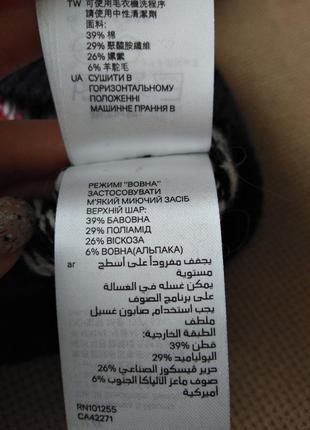 TW 可使用毛衣機洗程序
請使用中性清潔劑
面料:
39% 棉
29% 聚醯胺纖維
26% 嫘縈
6% 羊駝毛
UA СУШИТИ В
ГОРИЗОНТАЛЬНОМУ
ПОЛОЖЕННІ
МАШИННЕ ПРАННЯ В
РЕЖИМІ "ВОВНА"
ЗАСТОСОВУВАТИ
М'ЯКИЙ МИЮЧИЙ ЗАСІБ
ВЕРХНІЙ ШАР:
39% БАВОВНА
29% ПОЛІАМІД
26% ВІСКОЗА
6% ВОВНА(АЛЬПАКА)
ar يجفف مفروداً على أسطح
مستوية
يمكن غسله في الغسالة
على برنامج الصوف
يجب استخدام صابون غسيل
ملطف
الطبقة الخارجية:
قطن 39%
البولياميد 29%
حرير فيسكوز الصناعي 26%
صوف ماعز الألباكا الجنوب 6%
أميركية
RN101255
CA42271